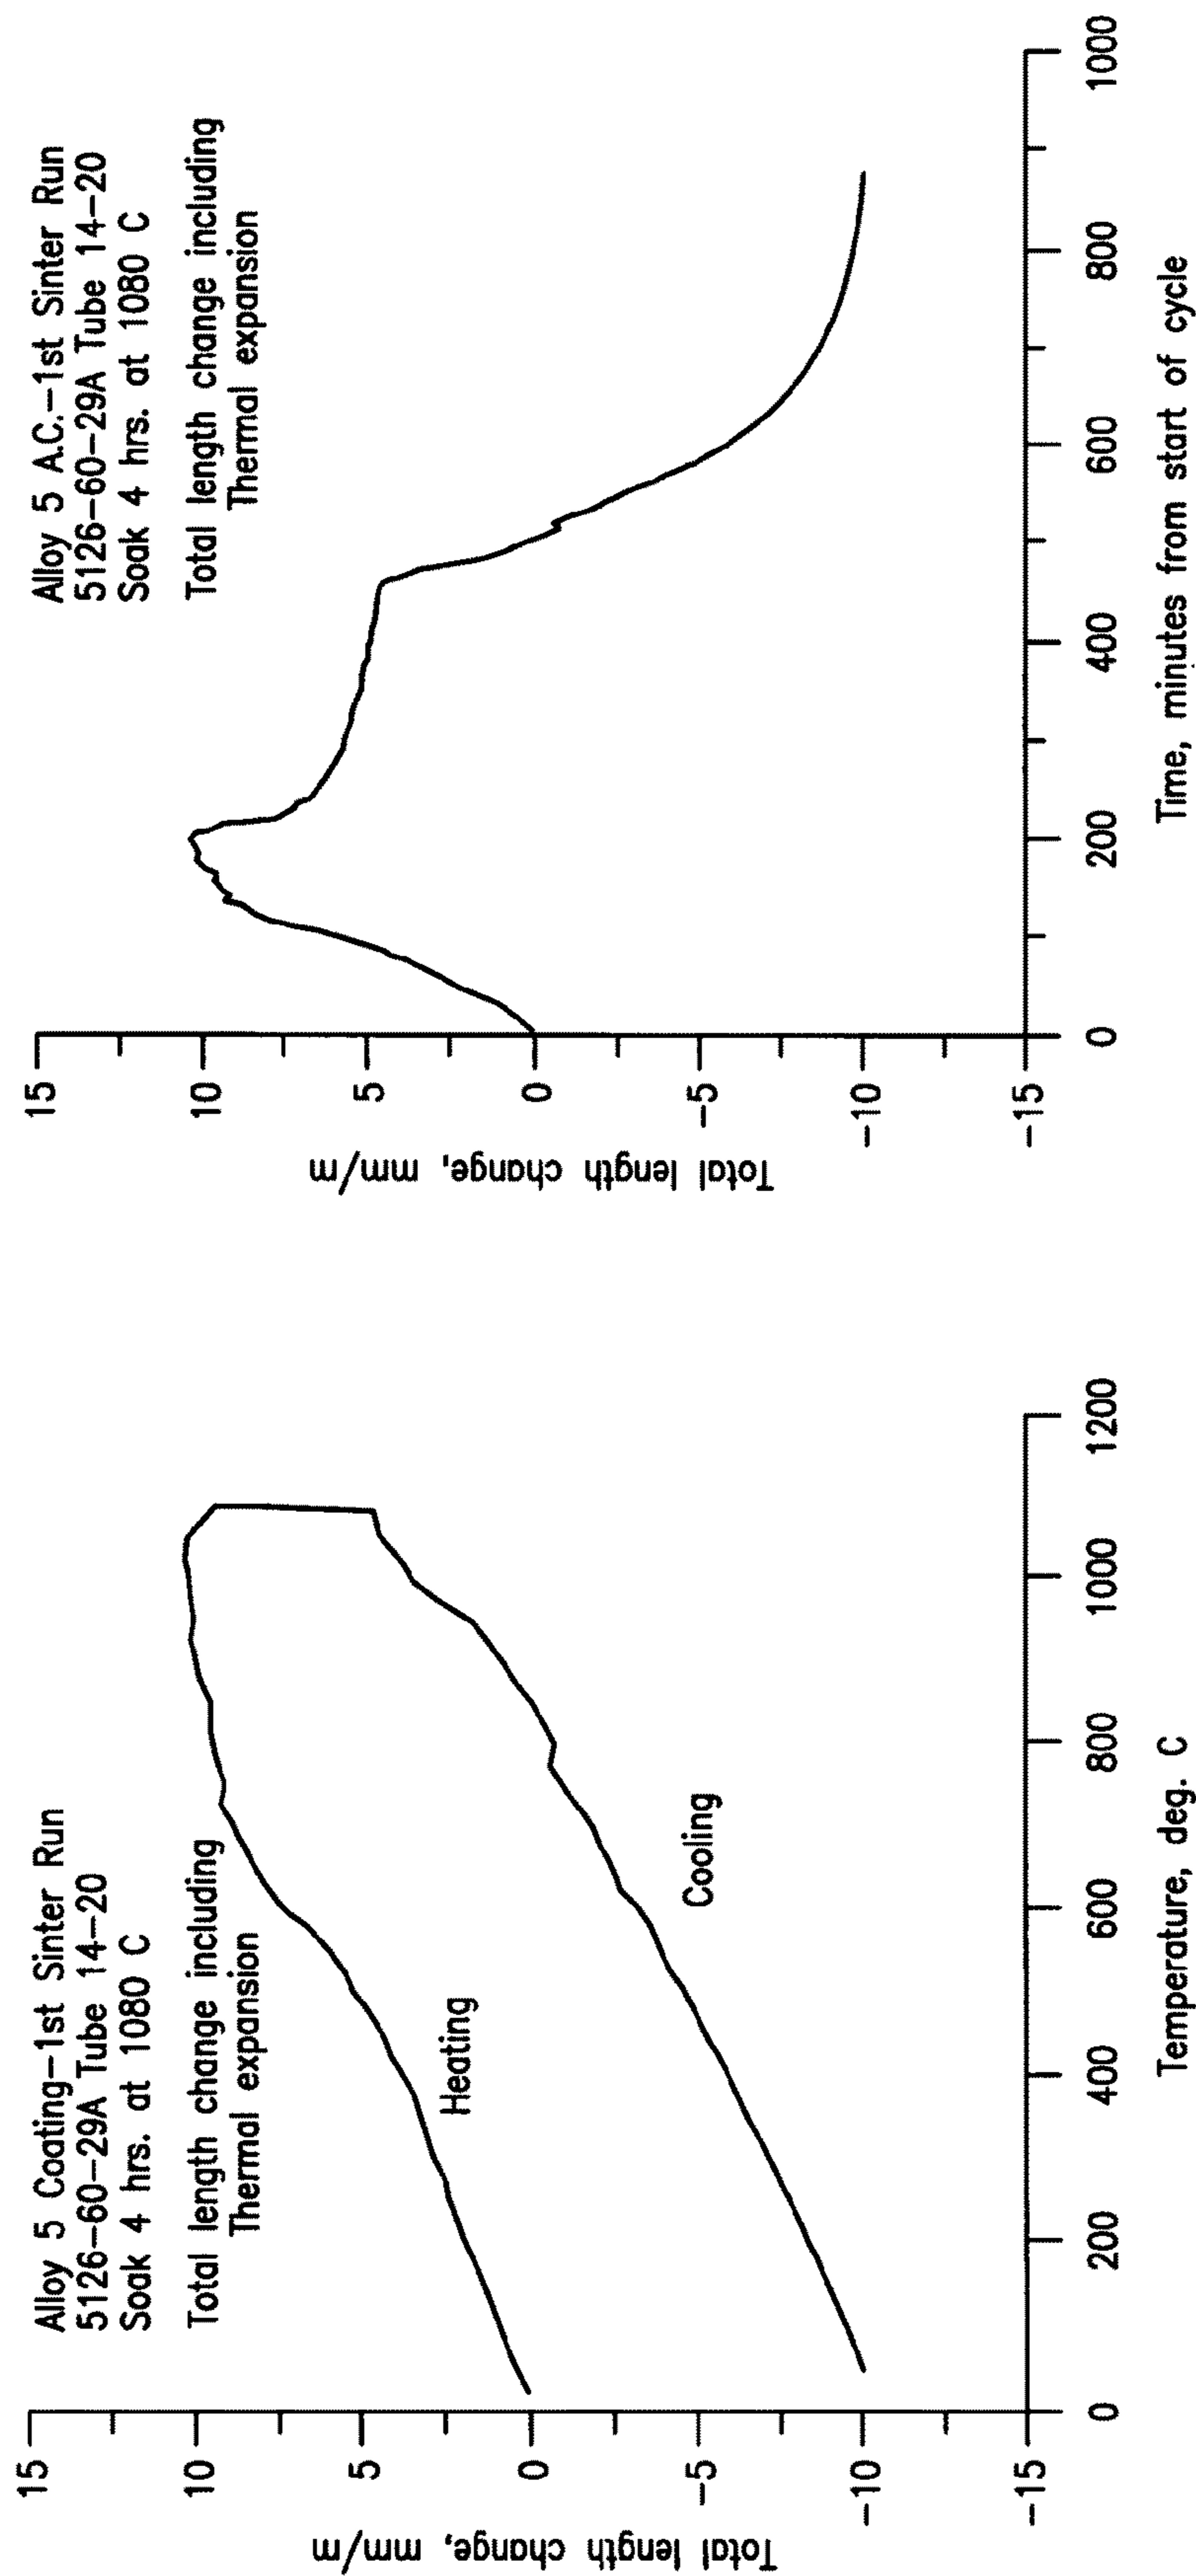 Alloy 5 Coating-1st Sinter Run
5126-60-29A Tube 14-20
Soak 4 hrs. at 1080 C
Total length change including
Thermal expansion
Total length change, mm/m
15
10
5
0
-5
-10
-15
Heating
Cooling
0
200
400
600
800
1000
1200
Temperature, deg. C
Alloy 5 A.C.-1st Sinter Run
5126-60-29A Tube 14-20
Soak 4 hrs. at 1080 C
Total length change including
Thermal expansion
Total length change, mm/m
15
10
5
0
-5
-10
-15
0
200
400
600
800
1000
Time, minutes from start of cycle